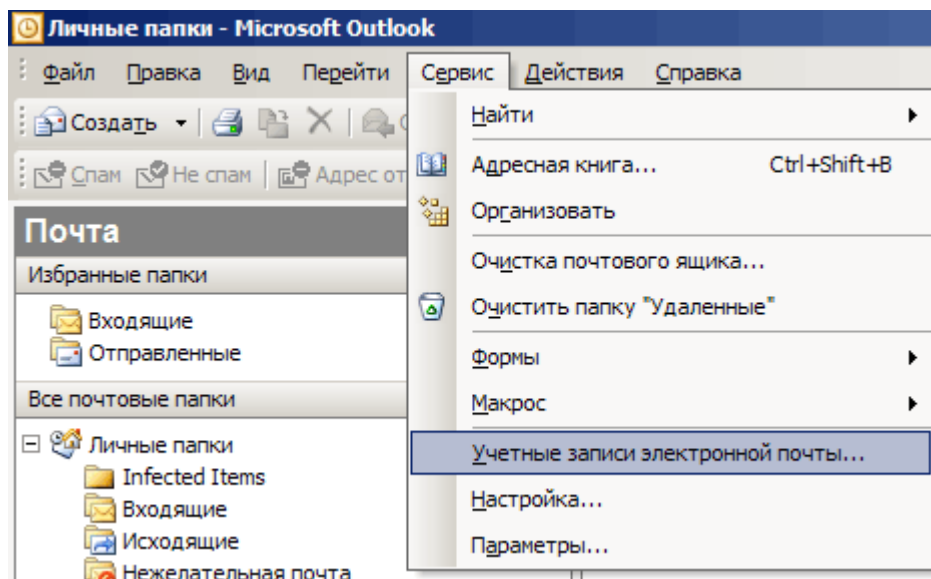 Личные папки - Microsoft Outlook
Файл Правка Вид Перейти Сервис Действия Справка
Создать
Спам Не спам Адрес от
Почта
Избранные папки
Входящие
Отправленные
Все почтовые папки
Личные папки
Infected Items
Входящие
Исходящие
Нежелательная почта
Найти
Адресная книга... Ctrl+Shift+B
Организовать
Очистка почтового ящика...
Очистить папку "Удаленные"
Формы
Макрос
Учетные записи электронной почты...
Настройка...
Параметры...